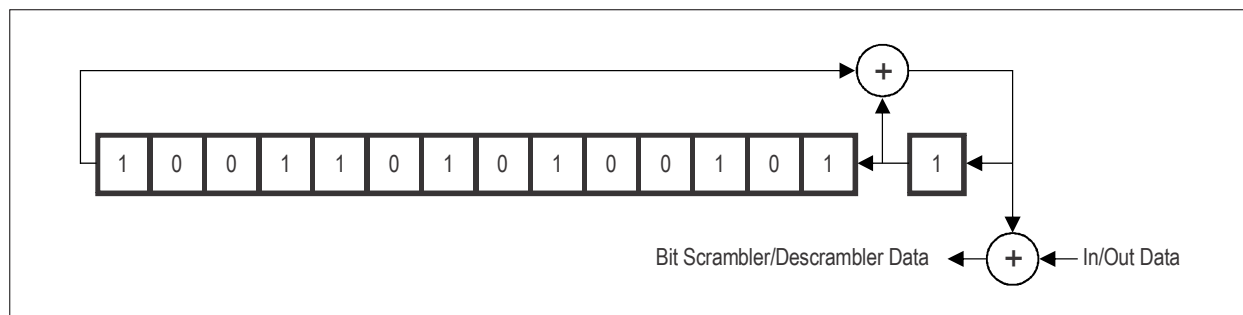 +
1 0 0 1 1 0 1 0 1 0 0 1 0 1 1
Bit Scrambler/Descrambler Data + In/Out Data